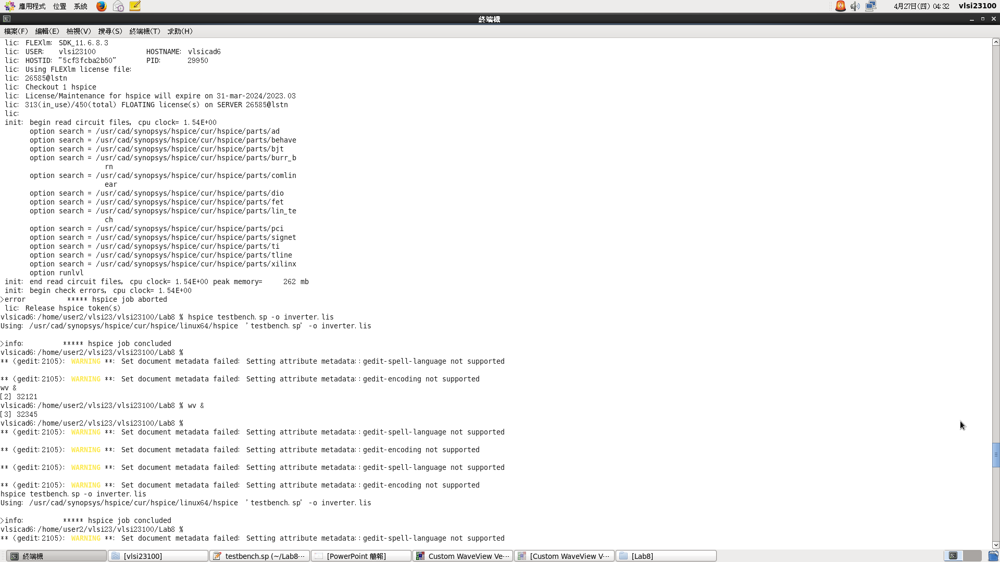 應用程式 位置 系統 4月27日(四) 04:32 vlsi23100
終端機
檔案(F) 編輯(E) 檢視(V) 搜尋(S) 終端機(T) 求助(H)
lic: FLEXlm: SDK_11.6.8.3
lic: USER: vlsi23100 HOSTNAME: vlsicad6
lic: HOSTID: "5cf3fcba2b50" PID: 29950
lic: Using FLEXlm license file:
lic: 26585@lstn
lic: Checkout 1 hspice
lic: License/Maintenance for hspice will expire on 31-mar-2024/2023.03
lic: 313(in_use)/450(total) FLOATING license(s) on SERVER 26585@lstn
lic:
init: begin read circuit files, cpu clock= 1.54E+00
option search = /usr/cad/synopsys/hspice/cur/hspice/parts/ad
option search = /usr/cad/synopsys/hspice/cur/hspice/parts/behave
option search = /usr/cad/synopsys/hspice/cur/hspice/parts/bjt
option search = /usr/cad/synopsys/hspice/cur/hspice/parts/burr_b
rn
option search = /usr/cad/synopsys/hspice/cur/hspice/parts/comlin
ear
option search = /usr/cad/synopsys/hspice/cur/hspice/parts/dio
option search = /usr/cad/synopsys/hspice/cur/hspice/parts/fet
option search = /usr/cad/synopsys/hspice/cur/hspice/parts/lin_te
ch
option search = /usr/cad/synopsys/hspice/cur/hspice/parts/pci
option search = /usr/cad/synopsys/hspice/cur/hspice/parts/signet
option search = /usr/cad/synopsys/hspice/cur/hspice/parts/ti
option search = /usr/cad/synopsys/hspice/cur/hspice/parts/tline
option search = /usr/cad/synopsys/hspice/cur/hspice/parts/xilinx
option runlvl
init: end read circuit files, cpu clock= 1.54E+00 peak memory= 262 mb
init: begin check errors, cpu clock= 1.54E+00
>error ***** hspice job aborted
lic: Release hspice token(s)
vlsicad6:/home/user2/vlsi23/vlsi23100/Lab8 % hspice testbench.sp -o inverter.lis
Using: /usr/cad/synopsys/hspice/cur/hspice/linux64/hspice 'testbench.sp' -o inverter.lis
>info: ***** hspice job concluded
vlsicad6:/home/user2/vlsi23/vlsi23100/Lab8 %
** (gedit:2105): WARNING **: Set document metadata failed: Setting attribute metadata::gedit-spell-language not supported
** (gedit:2105): WARNING **: Set document metadata failed: Setting attribute metadata::gedit-encoding not supported
wv &
[2] 32121
vlsicad6:/home/user2/vlsi23/vlsi23100/Lab8 % wv &
[3] 32345
vlsicad6:/home/user2/vlsi23/vlsi23100/Lab8 %
** (gedit:2105): WARNING **: Set document metadata failed: Setting attribute metadata::gedit-spell-language not supported
** (gedit:2105): WARNING **: Set document metadata failed: Setting attribute metadata::gedit-encoding not supported
** (gedit:2105): WARNING **: Set document metadata failed: Setting attribute metadata::gedit-spell-language not supported
** (gedit:2105): WARNING **: Set document metadata failed: Setting attribute metadata::gedit-encoding not supported
hspice testbench.sp -o inverter.lis
Using: /usr/cad/synopsys/hspice/cur/hspice/linux64/hspice 'testbench.sp' -o inverter.lis
>info: ***** hspice job concluded
vlsicad6:/home/user2/vlsi23/vlsi23100/Lab8 %
** (gedit:2105): WARNING **: Set document metadata failed: Setting attribute metadata::gedit-spell-language not supported
終端機 [vlsi23100] testbench.sp (~/Lab8-... [PowerPoint 簡報] Custom WaveView Ve... [Custom WaveView V... [Lab8]